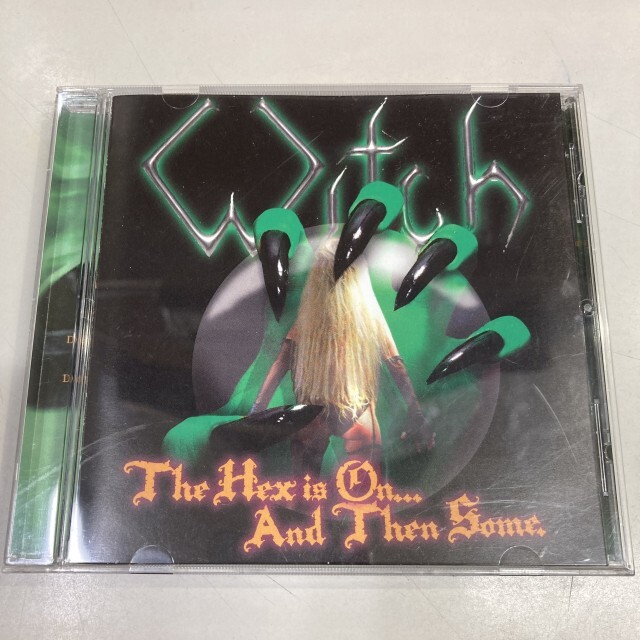 Witch
The Hex is On...
And Then Some.